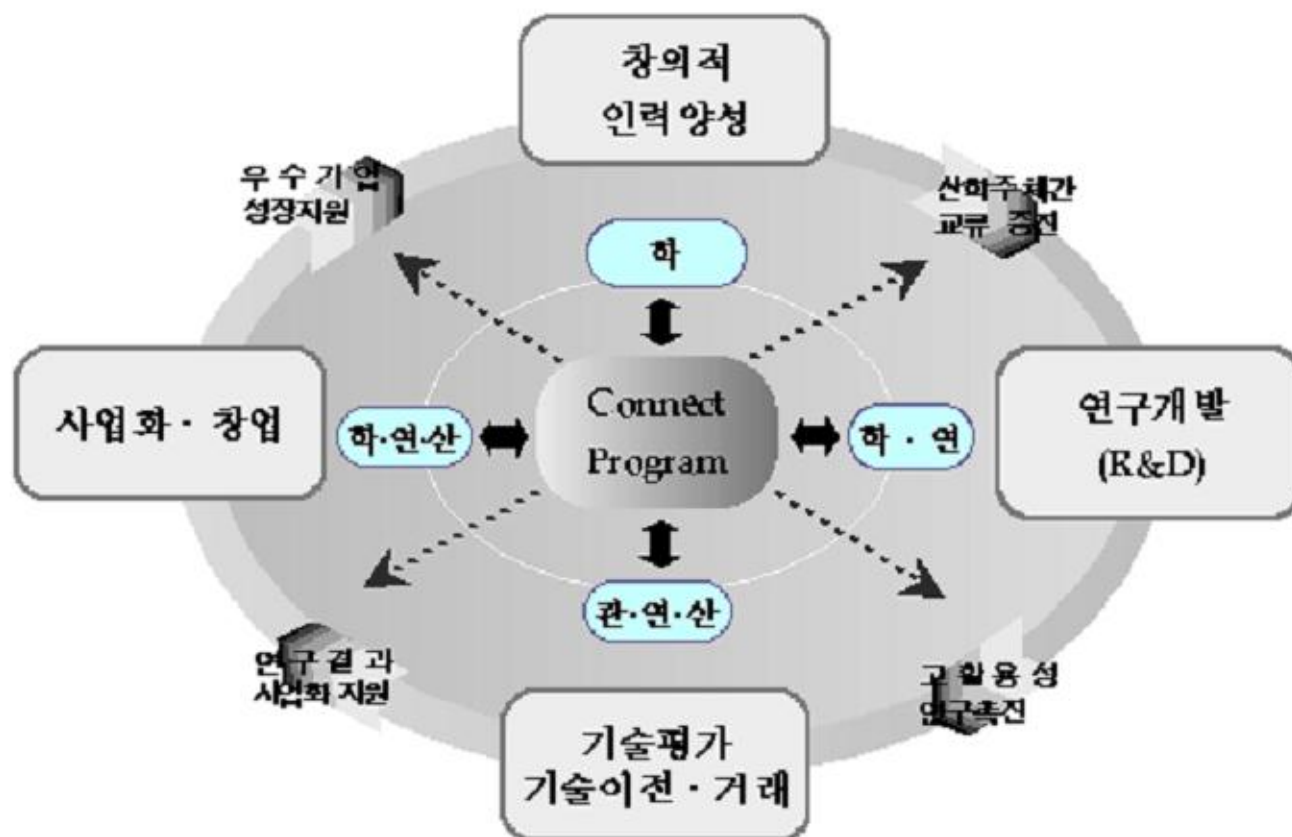 창의적
인력양성
우수기업
성장지원
산학주체간
교류 증진
학
사업화 · 창업
학·연·산
Connect
Program
학 · 연
연구개발
(R&D)
관·연·산
연구결과
사업화 지원
고활용성
연구촉진
기술평가
기술이전 · 거래